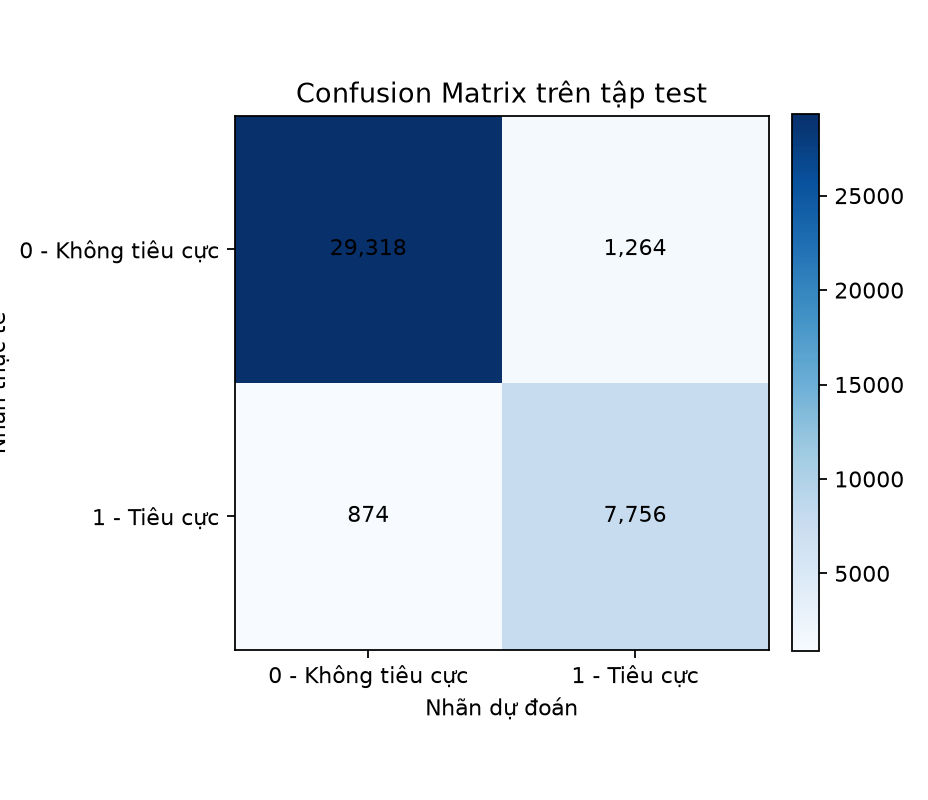 Confusion Matrix trên tập test
0 - Không tiêu cực
29,318
1,264
1 - Tiêu cực
874
7,756
0 - Không tiêu cực
1 - Tiêu cực
Nhãn dự đoán
25000
20000
15000
10000
5000